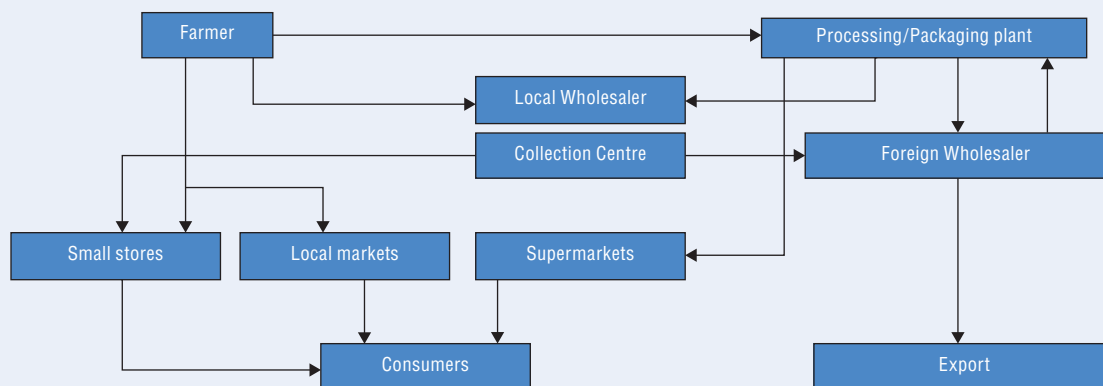 Farmer
Processing/Packaging plant
Local Wholesaler
Collection Centre
Foreign Wholesaler
Small stores
Local markets
Supermarkets
Consumers
Export